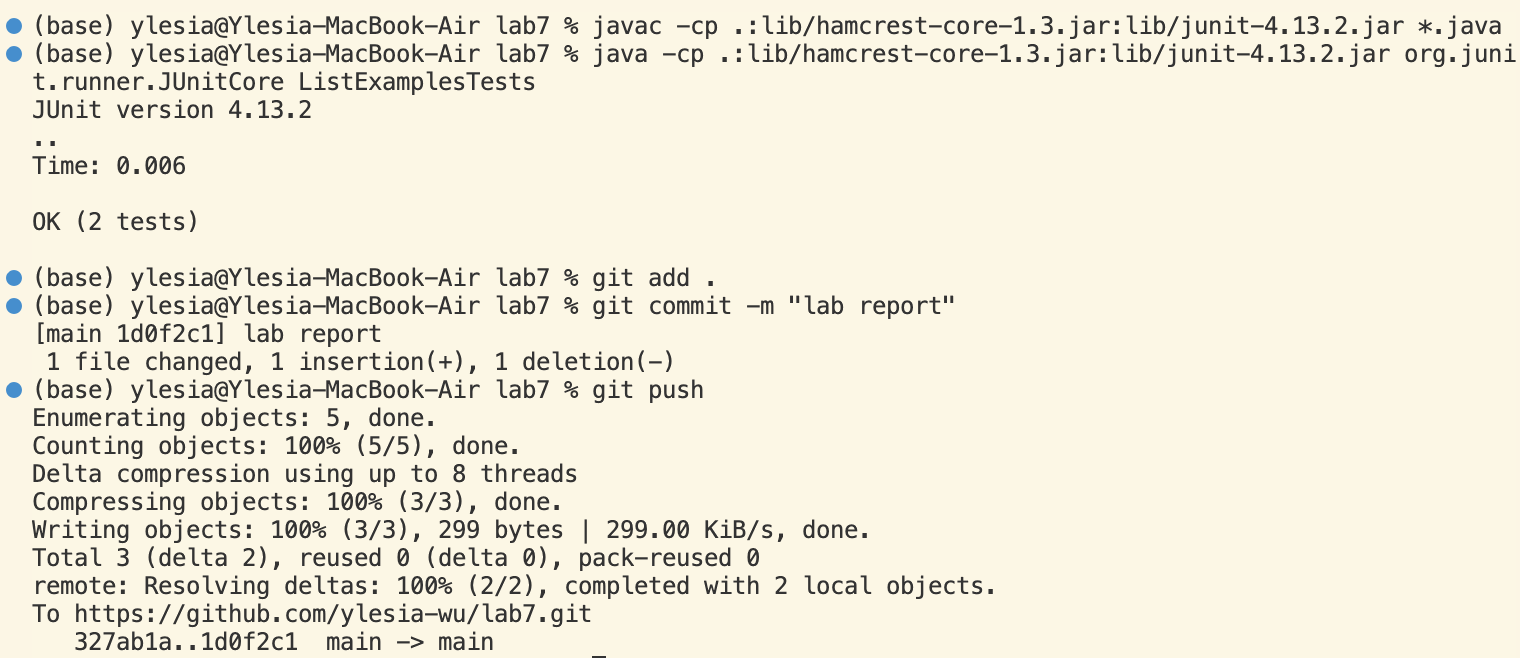 (base) ylesia@Ylesia-MacBook-Air lab7 % javac -cp .:lib/hamcrest-core-1.3.jar:lib/junit-4.13.2.jar *.java
(base) ylesia@Ylesia-MacBook-Air lab7 % java -cp .:lib/hamcrest-core-1.3.jar:lib/junit-4.13.2.jar org.juni
t.runner.JUnitCore ListExamplesTests
JUnit version 4.13.2
..
Time: 0.006
OK (2 tests)
(base) ylesia@Ylesia-MacBook-Air lab7 % git add .
(base) ylesia@Ylesia-MacBook-Air lab7 % git commit -m "lab report"
[main 1d0f2c1] lab report
 1 file changed, 1 insertion(+), 1 deletion(-)
(base) ylesia@Ylesia-MacBook-Air lab7 % git push
Enumerating objects: 5, done.
Counting objects: 100% (5/5), done.
Delta compression using up to 8 threads
Compressing objects: 100% (3/3), done.
Writing objects: 100% (3/3), 299 bytes | 299.00 KiB/s, done.
Total 3 (delta 2), reused 0 (delta 0), pack-reused 0
remote: Resolving deltas: 100% (2/2), completed with 2 local objects.
To https://github.com/ylesia-wu/lab7.git
   327ab1a..1d0f2c1  main -> main